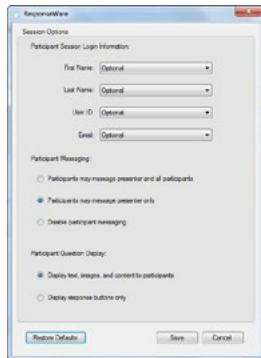 ResponseWare
Session Options
Participant Session Login Information:
First Name: Optional
Last Name: Optional
User ID: Optional
Email: Optional
Participant Messaging:
Participants may message presenter and all participants
Participants may message presenter only
Disable participant messaging
Participant Question Display:
Display text, images, and content to participants
Display response buttons only
Restore Defaults Save Cancel